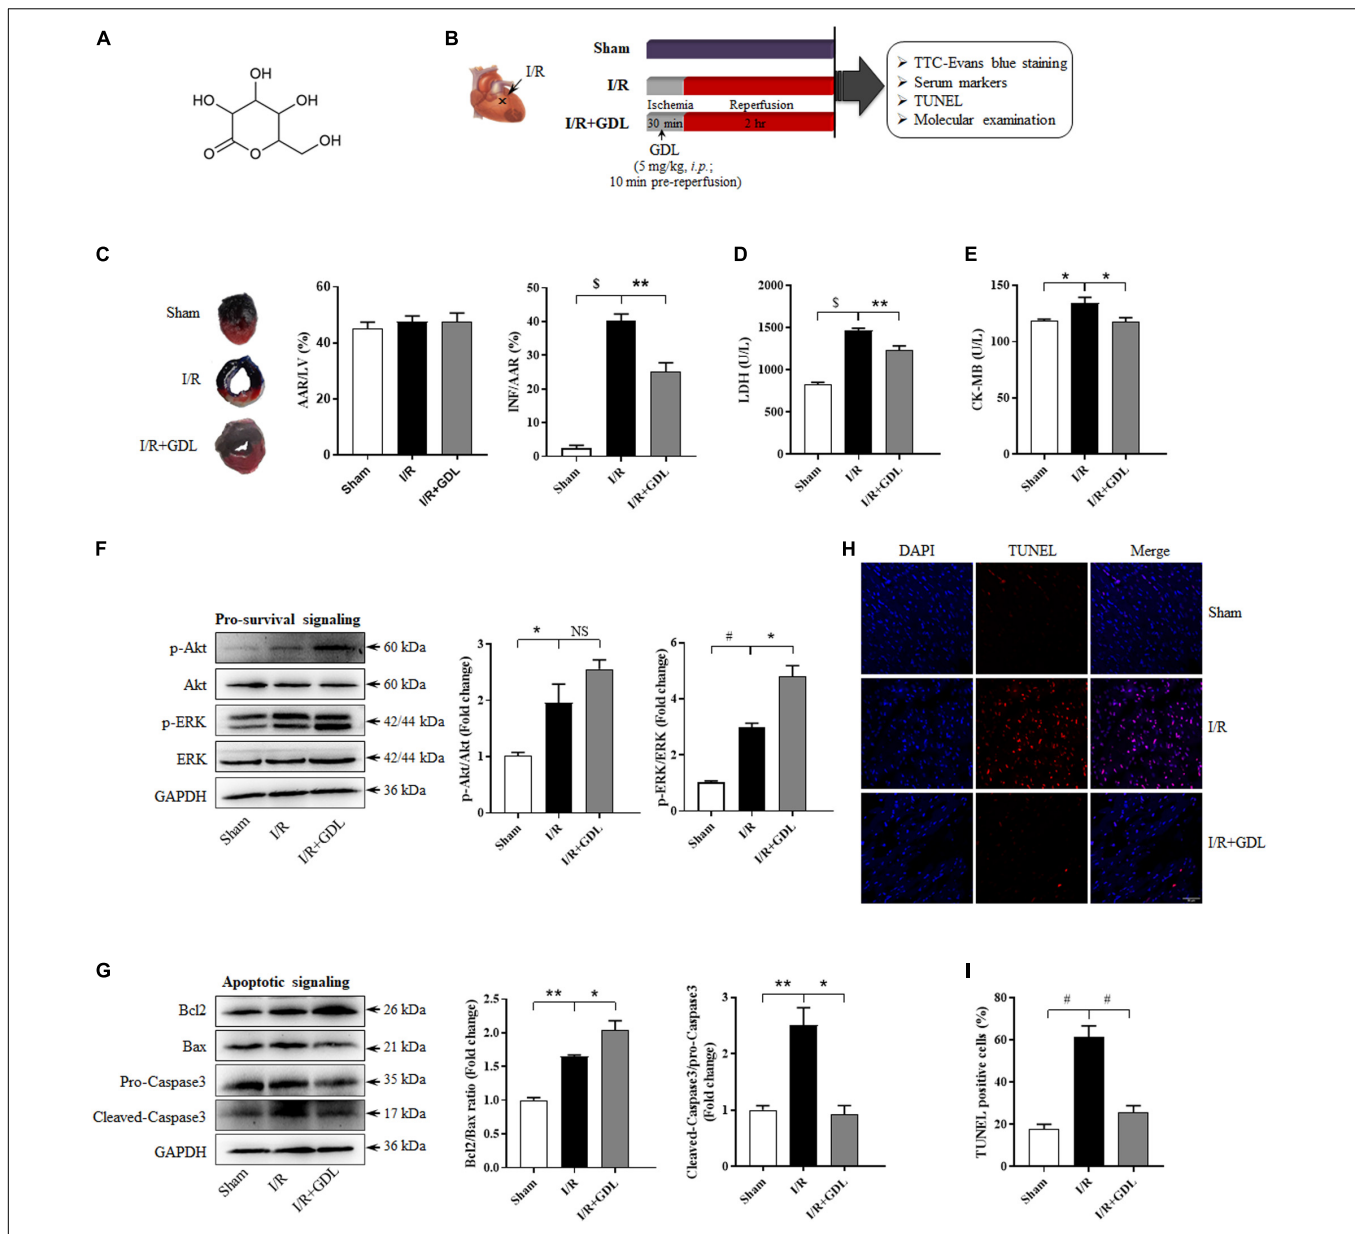 A
OH
OH
HO
OH
OH
O
O
B
I/R
Sham
I/R
Ischemia
Reperfusion
I/R+GDL
30 min
2 hr
GDL
(5 mg/kg, i.p.;
10 min pre-reperfusion)
➢ TTC-Evans blue staining
➢ Serum markers
➢ TUNEL
➢ Molecular examination
C
Sham
I/R
I/R+GDL
AAR/LV (%)
60
40
20
0
Sham
I/R
I/R+GDL
INF/AAR (%)
50
40
30
20
10
0
$
**
Sham
I/R
I/R+GDL
D
LDH (U/L)
2000
1500
1000
500
0
$
**
Sham
I/R
I/R+GDL
E
CK-MB (U/L)
150
100
50
0
*
*
Sham
I/R
I/R+GDL
F
Pro-survival signaling
p-Akt
60 kDa
Akt
60 kDa
p-ERK
42/44 kDa
ERK
42/44 kDa
GAPDH
36 kDa
Sham
I/R
I/R+GDL
p-Akt/Akt (Fold change)
3
2
1
0
*
NS
Sham
I/R
I/R+GDL
p-ERK/ERK (Fold change)
6
4
2
0
#
*
Sham
I/R
I/R+GDL
H
DAPI
TUNEL
Merge
Sham
I/R
I/R+GDL
G
Apoptotic signaling
Bcl2
26 kDa
Bax
21 kDa
Pro-Caspase3
35 kDa
Cleaved-Caspase3
17 kDa
GAPDH
36 kDa
Sham
I/R
I/R+GDL
Bcl2/Bax ratio (Fold change)
2.5
2.0
1.5
1.0
0.5
0.0
**
*
Sham
I/R
I/R+GDL
Cleaved-Caspase3/pro-Caspase3
(Fold change)
3
2
1
0
**
*
Sham
I/R
I/R+GDL
I
TUNEL positive cells (%)
80
60
40
20
0
#
#
Sham
I/R
I/R+GDL